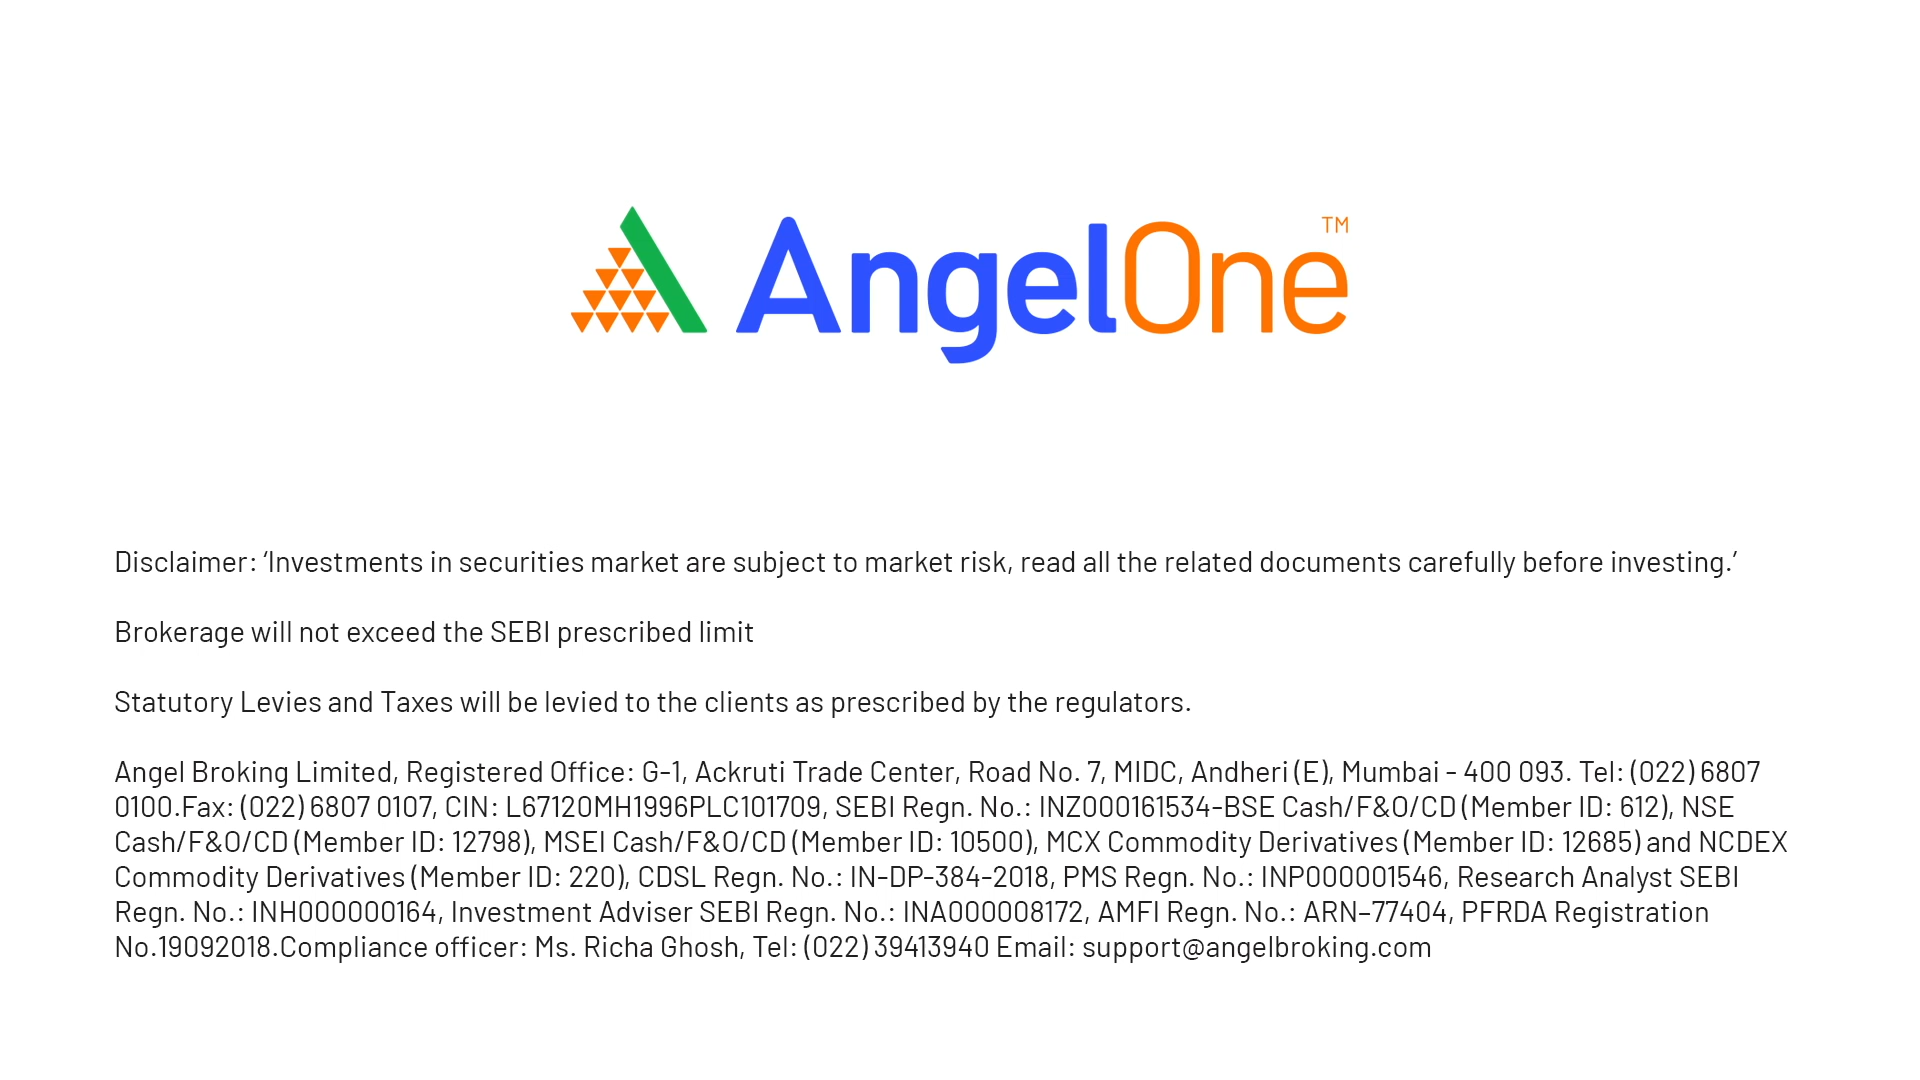 AngelOne™
Disclaimer: ‘Investments in securities market are subject to market risk, read all the related documents carefully before investing.’
Brokerage will not exceed the SEBI prescribed limit
Statutory Levies and Taxes will be levied to the clients as prescribed by the regulators.
Angel Broking Limited, Registered Office: G-1, Ackruti Trade Center, Road No. 7, MIDC, Andheri (E), Mumbai - 400 093. Tel: (022) 6807
0100.Fax: (022) 6807 0107, CIN: L67120MH1996PLC101709, SEBI Regn. No.: INZ000161534-BSE Cash/F&O/CD (Member ID: 612), NSE
Cash/F&O/CD (Member ID: 12798), MSEI Cash/F&O/CD (Member ID: 10500), MCX Commodity Derivatives (Member ID: 12685) and NCDEX
Commodity Derivatives (Member ID: 220), CDSL Regn. No.: IN-DP-384-2018, PMS Regn. No.: INP000001546, Research Analyst SEBI
Regn. No.: INH000000164, Investment Adviser SEBI Regn. No.: INA000008172, AMFI Regn. No.: ARN–77404, PFRDA Registration
No.19092018.Compliance officer: Ms. Richa Ghosh, Tel: (022) 39413940 Email: support@angelbroking.com